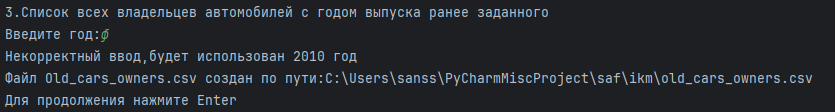 3.Список всех владельцев автомобилей с годом выпуска ранее заданного
Введите год:ф
Некорректный ввод,будет использован 2010 год
Файл Old_cars_owners.csv создан по пути:C:\Users\sanss\PyCharmMiscProject\saf\ikm\old_cars_owners.csv
Для продолжения нажмите Enter